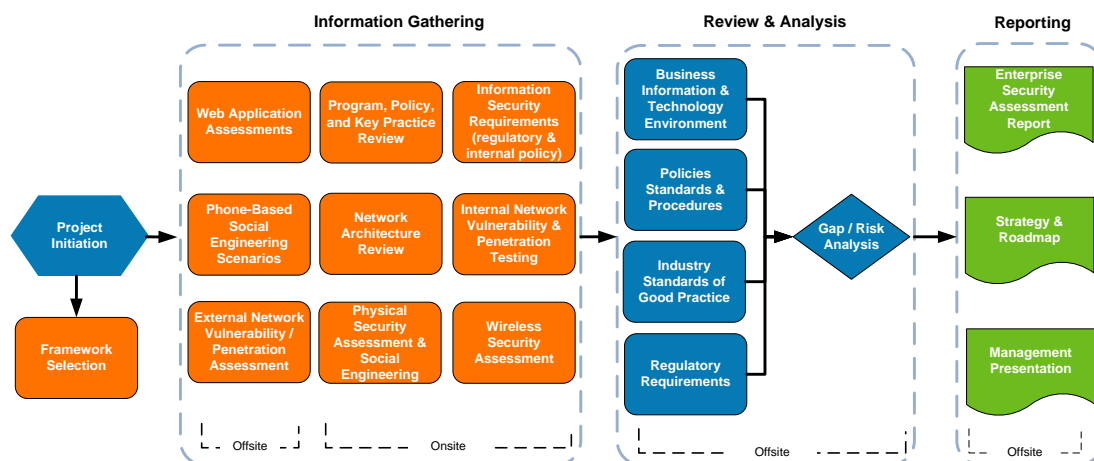 Information Gathering
Review & Analysis
Reporting
Project
Initiation
Framework
Selection
Web Application
Assessments
Program, Policy,
and Key Practice
Review
Information
Security
Requirements
(regulatory &
internal policy)
Phone-Based
Social
Engineering
Scenarios
Network
Architecture
Review
Internal Network
Vulnerability &
Penetration
Testing
External Network
Vulnerability /
Penetration
Assessment
Physical
Security
Assessment &
Social
Engineering
Wireless
Security
Assessment
Offsite
Onsite
Business
Information &
Technology
Environment
Policies
Standards &
Procedures
Industry
Standards of
Good Practice
Regulatory
Requirements
Gap / Risk
Analysis
Offsite
Enterprise
Security
Assessment
Report
Strategy &
Roadmap
Management
Presentation
Offsite